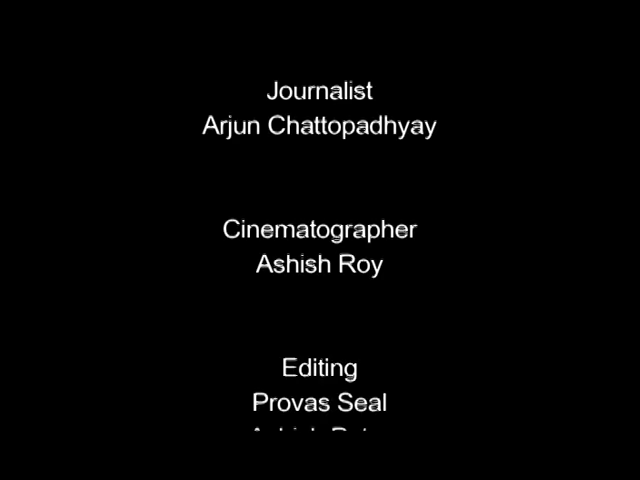 Journalist
Arjun Chattopadhyay
Cinematographer
Ashish Roy
Editing
Provas Seal